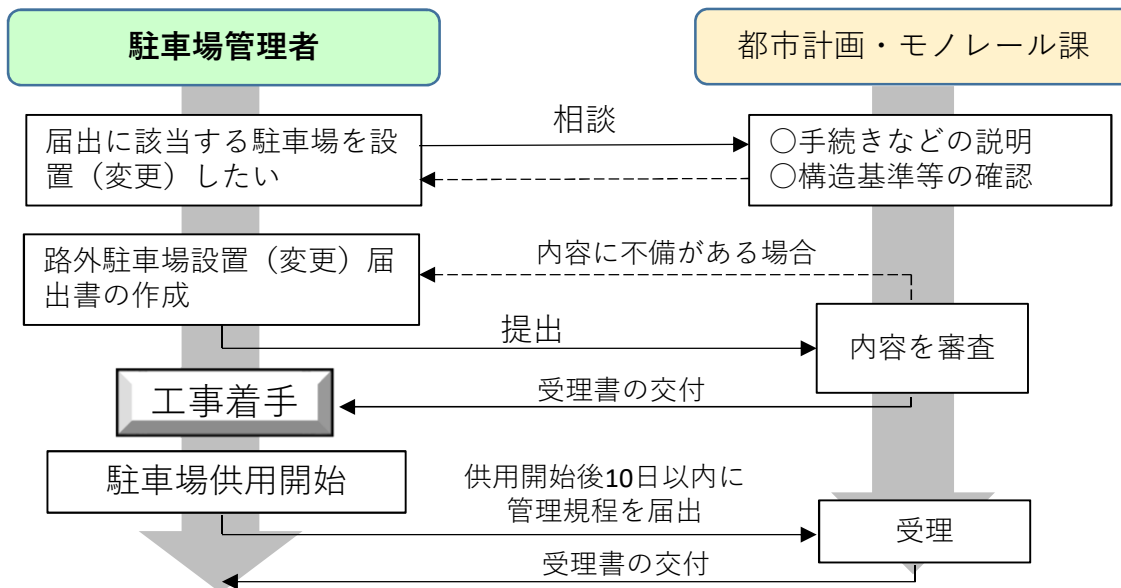 駐車場管理者
都市計画・モノレール課
相談
届出に該当する駐車場を設
置（変更）したい
○手続きなどの説明
○構造基準等の確認
内容に不備がある場合
路外駐車場設置（変更）届
出書の作成
提出
内容を審査
受理書の交付
工事着手
駐車場供用開始
供用開始後10日以内に
管理規程を届出
受理
受理書の交付